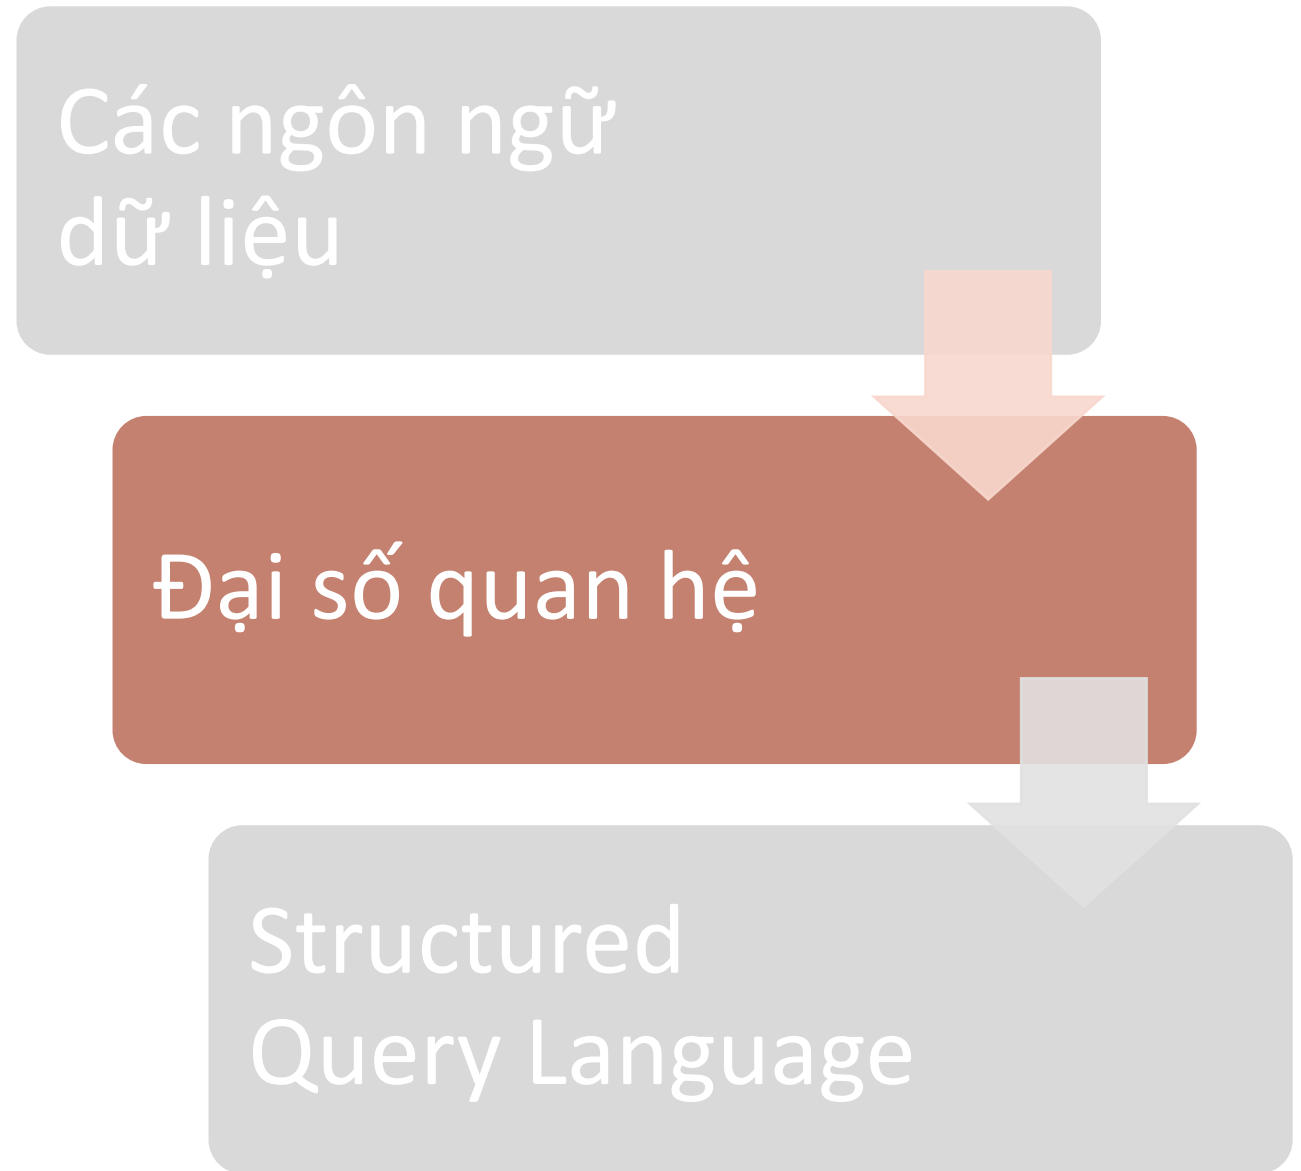 Các ngôn ngữ
dữ liệu
Đại số quan hệ
Structured
Query Language